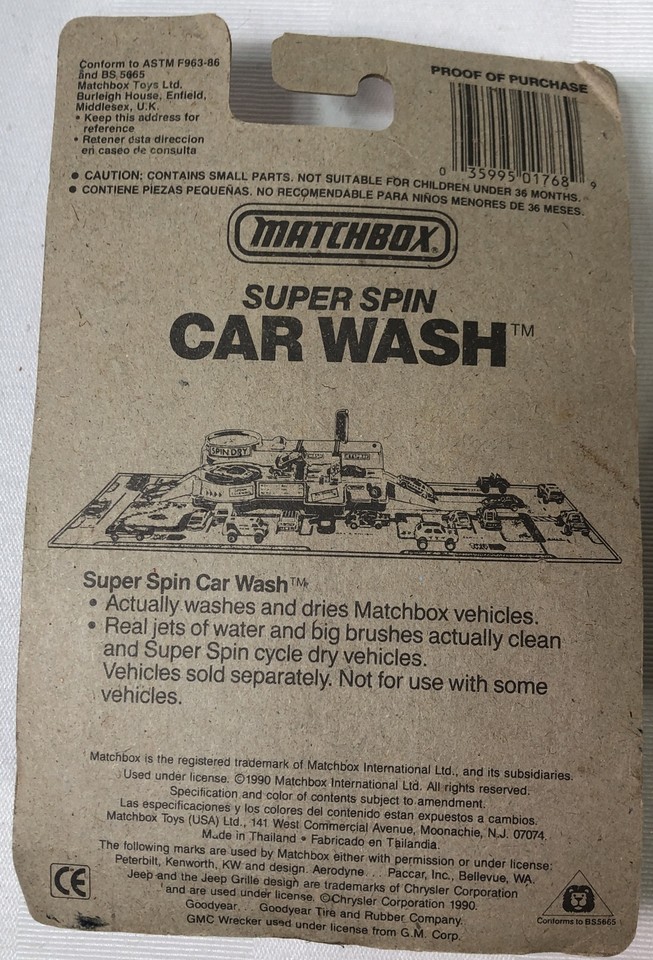 Conform to ASTM F963-86
and BS 5665
Matchbox Toys Ltd.
Burleigh House, Enfield,
Middlesex, U.K.
• Keep this address for
reference
• Retener esta direccion
en caseo de consulta
PROOF OF PURCHASE
0 35995 01768 9
• CAUTION: CONTAINS SMALL PARTS. NOT SUITABLE FOR CHILDREN UNDER 36 MONTHS.
• CONTIENE PIEZAS PEQUEÑAS. NO RECOMENDABLE PARA NIÑOS MENORES DE 36 MESES.
MATCHBOX®
SUPER SPIN
CAR WASH™
SPIN DRY
Super Spin Car Wash™
• Actually washes and dries Matchbox vehicles.
• Real jets of water and big brushes actually clean
and Super Spin cycle dry vehicles.
Vehicles sold separately. Not for use with some
vehicles.
Matchbox is the registered trademark of Matchbox International Ltd., and its subsidiaries.
Used under license. ©1990 Matchbox International Ltd. All rights reserved.
Specification and color of contents subject to amendment.
Las especificaciones y los colores del contenido estan expuestos a cambios.
Matchbox Toys (USA) Ltd., 141 West Commercial Avenue, Moonachie, N.J. 07074.
Made in Thailand • Fabricado en Tailandia.
The following marks are used by Matchbox either with permission or under license:
Peterbilt, Kenworth, KW and design. Aerodyne... Paccar, Inc., Bellevue, WA.
Jeep and the Jeep Grille design are trademarks of Chrysler Corporation
and are used under license. ©Chrysler Corporation 1990.
Goodyear... Goodyear Tire and Rubber Company.
GMC Wrecker used under license from G.M. Corp.
CE
Conforms to BS5665